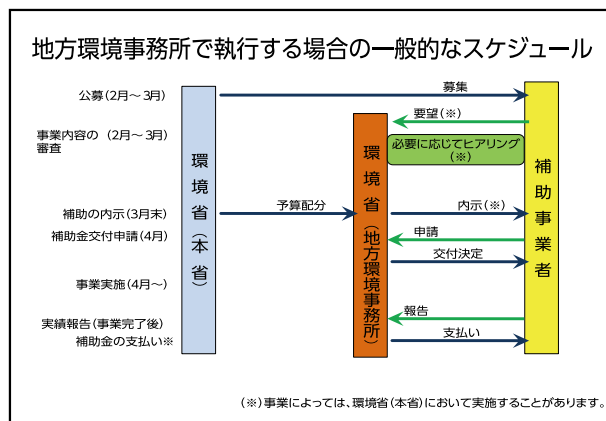 地方環境事務所で執行する場合の一般的なスケジュール
公募(2月～3月)
募集
要望(※)
事業内容の (2月～3月)
審査
必要に応じてヒアリング
(※)
環境省(本省)
環境省(地方環境事務所)
補助事業者
補助の内示(3月末)
予算配分
内示(※)
補助金交付申請(4月)
申請
交付決定
事業実施(4月～)
報告
実績報告(事業完了後)
支払い
補助金の支払い※
(※)事業によっては、環境省(本省)において実施することがあります。